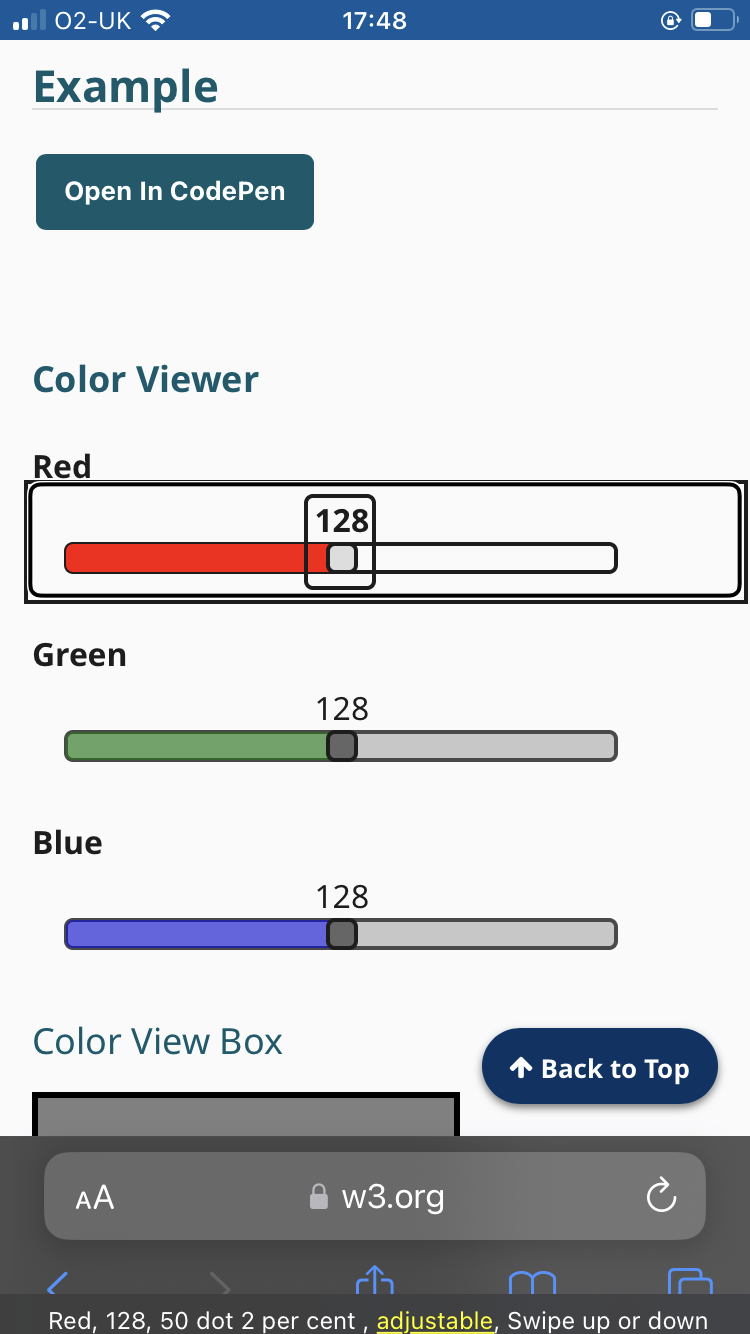 O2-UK 17:48
Example
Open In CodePen
Color Viewer
Red
128
Green
128
Blue
128
Color View Box
Back to Top
AA w3.org
Red, 128, 50 dot 2 per cent , adjustable, Swipe up or down